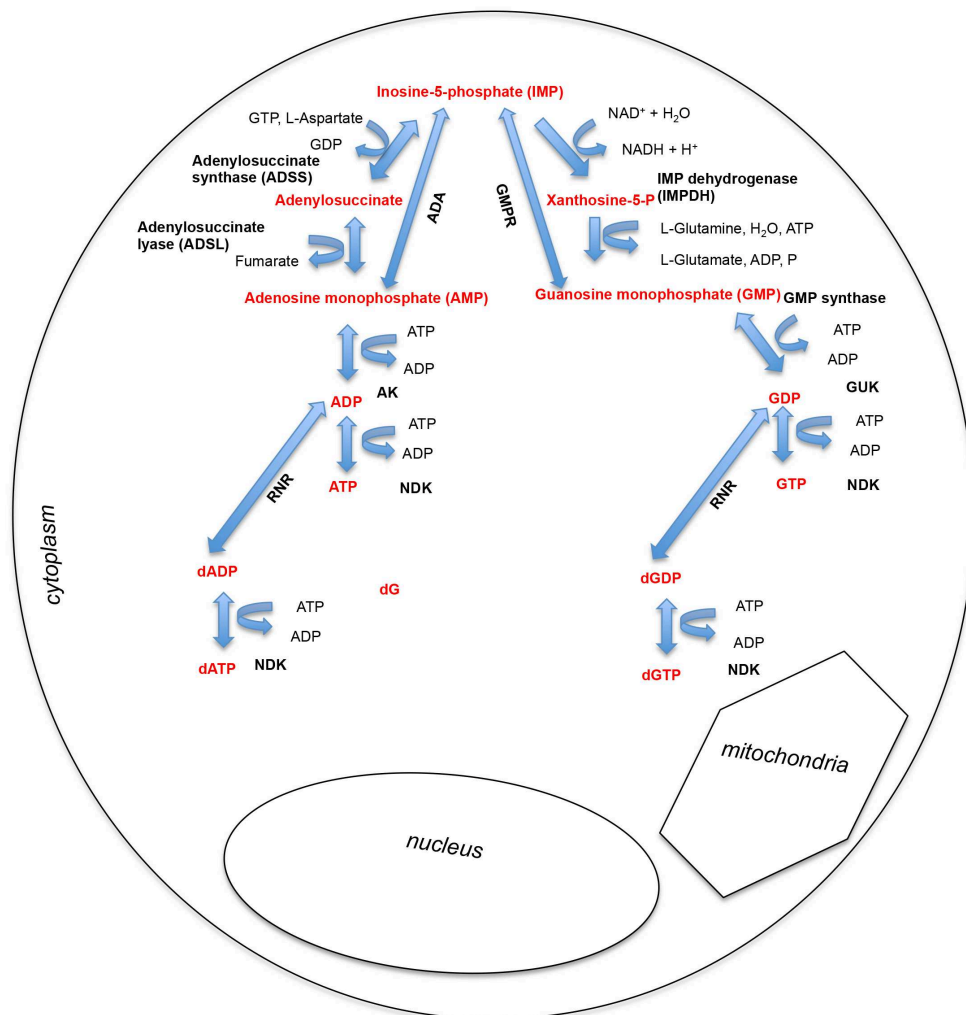 Inosine-5-phosphate (IMP)
GTP, L-Aspartate
GDP
Adenylosuccinate
synthase (ADSS)
Adenylosuccinate
Adenylosuccinate
lyase (ADSL)
Fumarate
ADA
Adenosine monophosphate (AMP)
NAD⁺ + H₂O
NADH + H⁺
IMP dehydrogenase
(IMPDH)
Xanthosine-5-P
GMPR
L-Glutamine, H₂O, ATP
L-Glutamate, ADP, P
Guanosine monophosphate (GMP)
GMP synthase
ATP
ADP
AK
ADP
ATP
ADP
ATP
NDK
RNR
dADP
ATP
ADP
dATP
NDK
dG
ATP
ADP
GUK
GDP
ATP
ADP
GTP
NDK
RNR
dGDP
ATP
ADP
dGTP
NDK
cytoplasm
nucleus
mitochondria